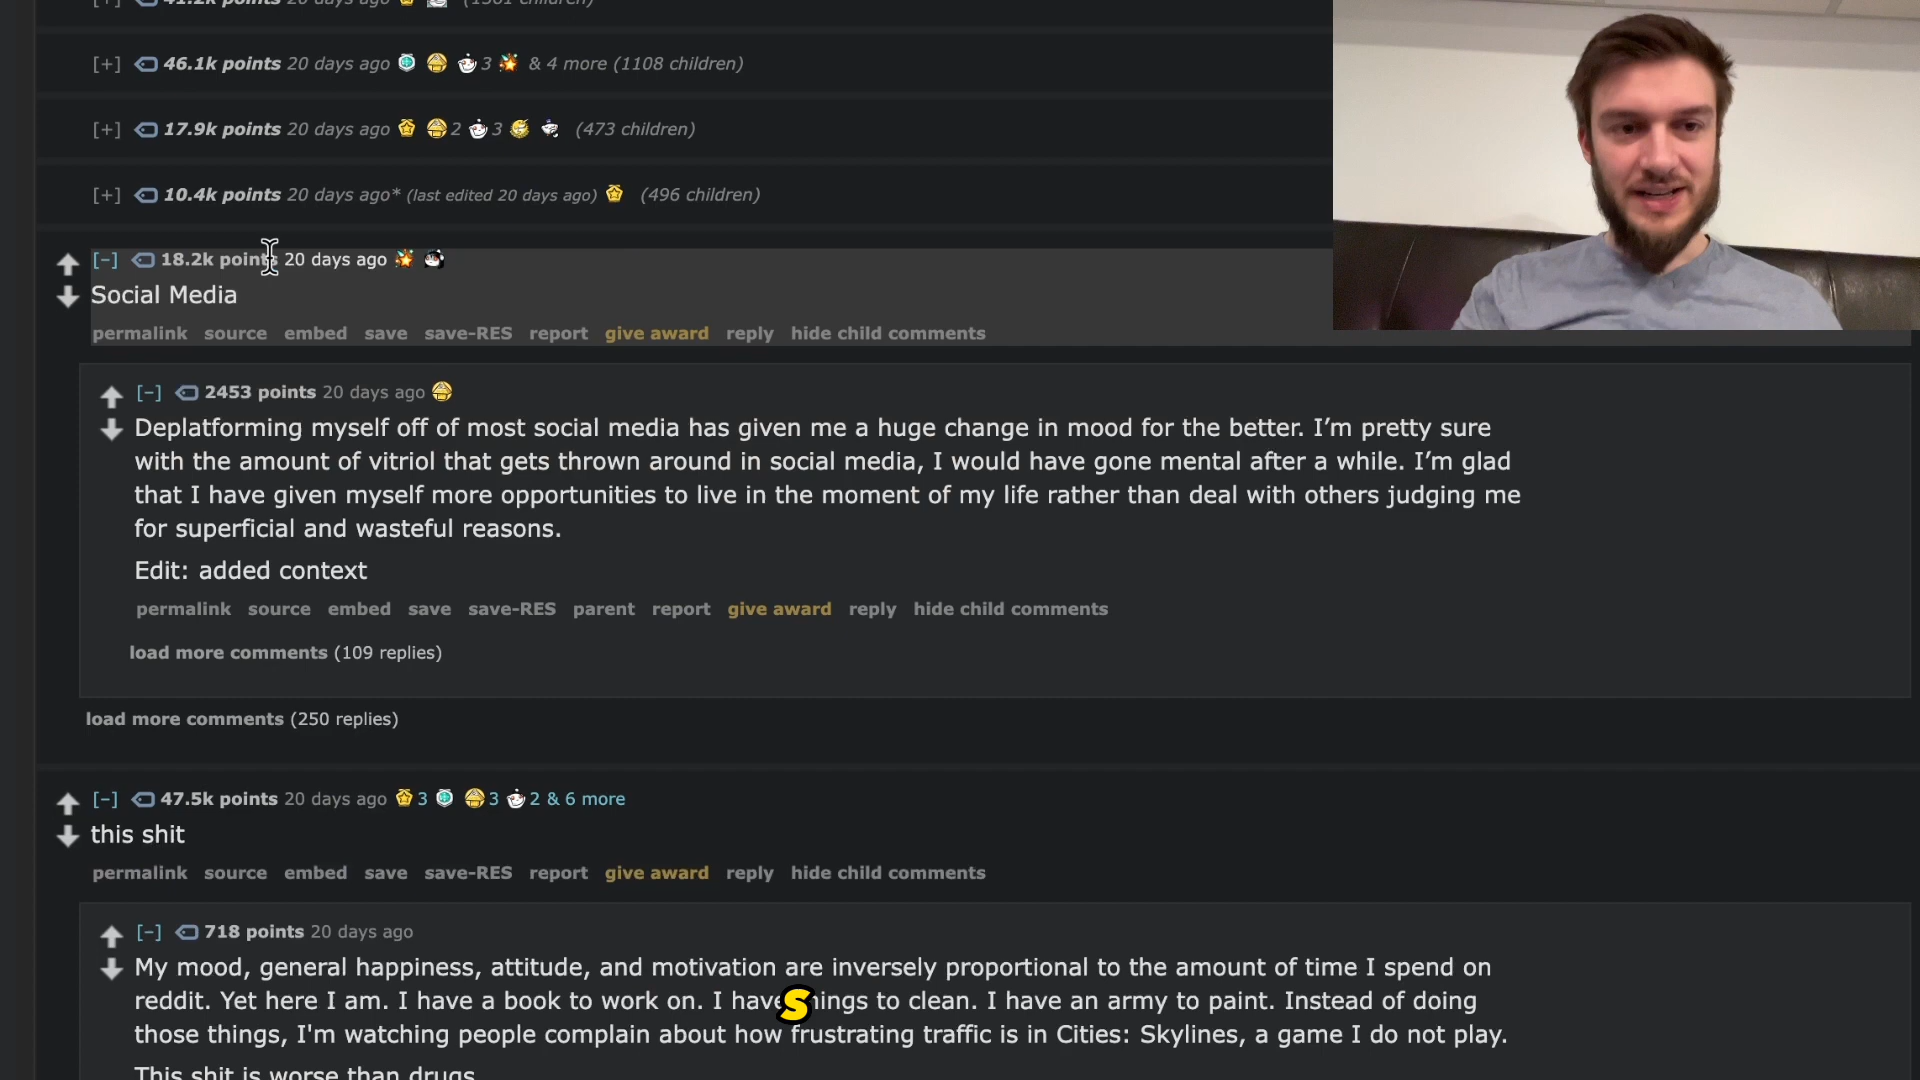 [+] 41.2k points 20 days ago (1561 children)
[+] 46.1k points 20 days ago 3 & 4 more (1108 children)
[+] 17.9k points 20 days ago 2 3 (473 children)
[+] 10.4k points 20 days ago* (last edited 20 days ago) (496 children)
[−] 18.2k points 20 days ago
Social Media
permalink source embed save save-RES report give award reply hide child comments
[−] 2453 points 20 days ago
Deplatforming myself off of most social media has given me a huge change in mood for the better. I’m pretty sure
with the amount of vitriol that gets thrown around in social media, I would have gone mental after a while. I’m glad
that I have given myself more opportunities to live in the moment of my life rather than deal with others judging me
for superficial and wasteful reasons.
Edit: added context
permalink source embed save save-RES parent report give award reply hide child comments
load more comments (109 replies)
load more comments (250 replies)
[−] 47.5k points 20 days ago 3 3 2 & 6 more
this shit
permalink source embed save save-RES report give award reply hide child comments
[−] 718 points 20 days ago
My mood, general happiness, attitude, and motivation are inversely proportional to the amount of time I spend on
reddit. Yet here I am. I have a book to work on. I have S things to clean. I have an army to paint. Instead of doing
those things, I'm watching people complain about how frustrating traffic is in Cities: Skylines, a game I do not play.
This shit is worse than drugs